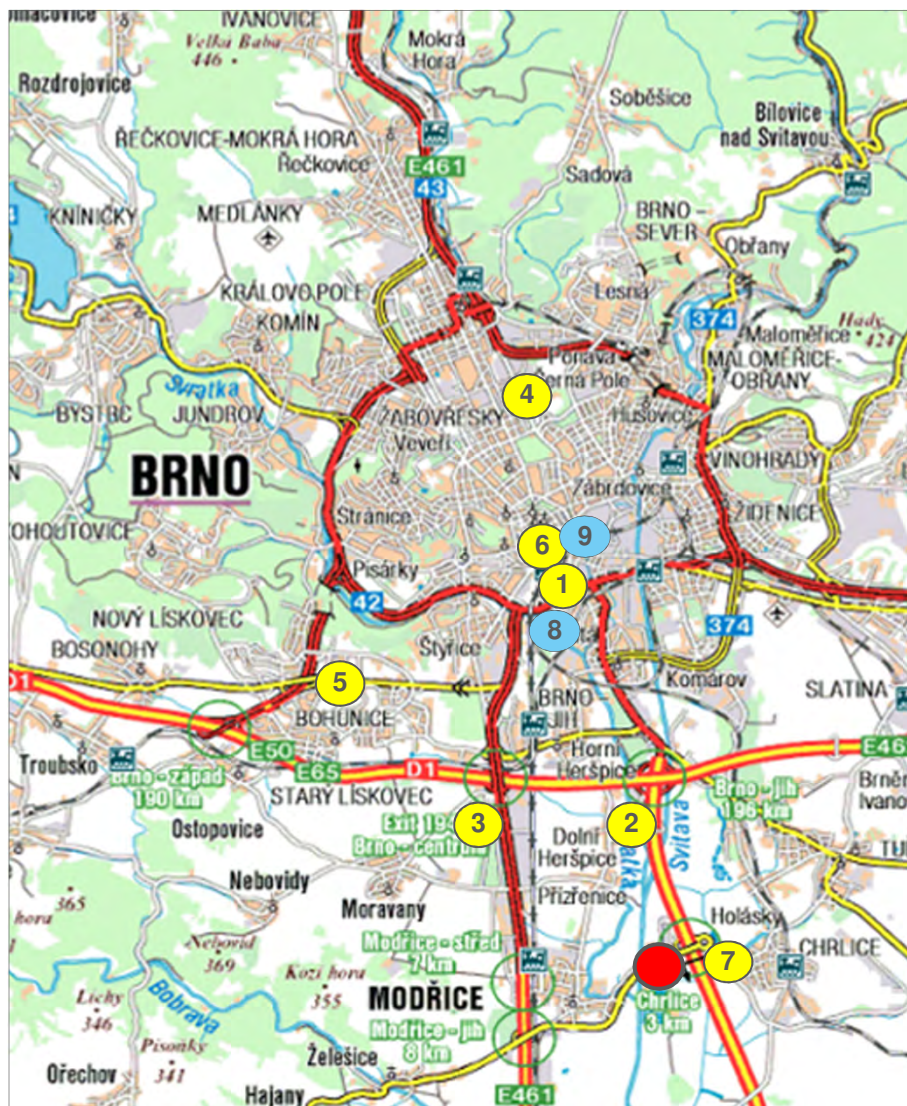 IVANOVICE
Velká Baba
446
Mokrá
Hora
Rozdrojovice
Soběšice
Bílovice
nad Svitavou
ŘEČKOVICE-MOKRÁ HORA
Řečkovice
E461
43
Sadová
KNÍNIČKY
MEDLÁNKY
BRNO -
SEVER
Obřany
KRÁLOVO POLE
KOMÍN
Lesná
374
Maloměřice
Hady
424
MALOMĚŘICE-
OBŘANY
Ponava
Černá Pole
Svratka
BYSTRC
JUNDROV
4
ŽABOVŘESKY
Veveří
Husovice
BRNO
VINOHRADY
Zábrdovice
Stránice
ŽIDENICE
6
9
Pisárky
1
42
NOVÝ LÍSKOVEC
BOSONOHY
Štýřice
8
374
D1
5
Komárov
SLATINA
BOHUNICE
BRNO
JIH
E50
E65
D1
Horní
Heršpice
Troubsko
Brno - západ
190 km
STARÝ LÍSKOVEC
Brno - jih
196 km
Ostopovice
3
2
Brno - centrum
Dolní
Heršpice
Svitava
Nebovidy
365
hora
Moravany
Přízřenice
Nebovid
369
Modřice - střed
7 km
Holásky
CHRLICE
7
Kozí hora
355
MODŘICE
Chrlice
3 km
Lichy
346
Bobrava
Modřice - jih
8 km
Pisoňky
341
Želešice
Ořechov
Hajany
E461